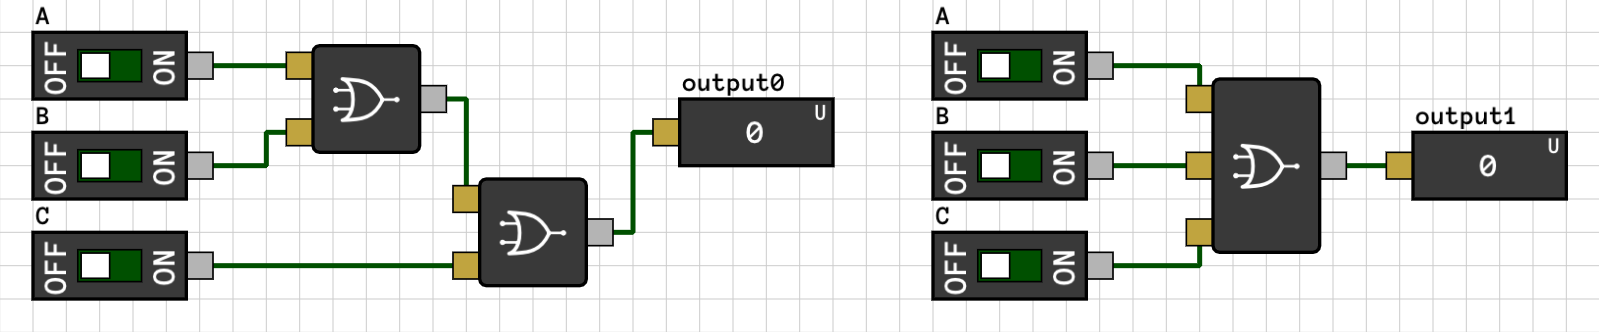 A
OFF ON
B
OFF ON
C
OFF ON
output0
0 U
A
OFF ON
B
OFF ON
C
OFF ON
output1
0 U